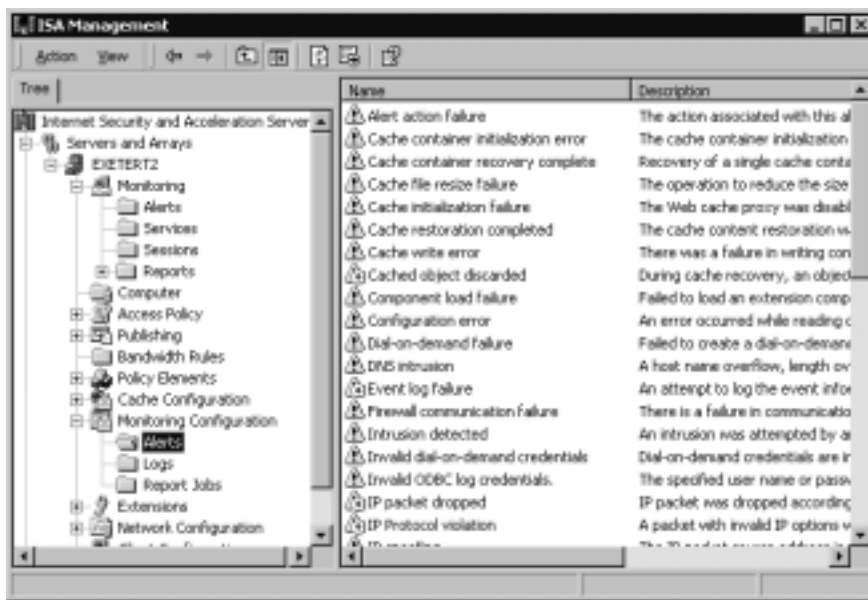 ISA Management
Action View
Tree
Internet Security and Acceleration Server
Servers and Arrays
EXETERT2
Monitoring
Alerts
Services
Sessions
Reports
Computer
Access Policy
Publishing
Bandwidth Rules
Policy Elements
Cache Configuration
Monitoring Configuration
Alerts
Logs
Report Jobs
Extensions
Network Configuration
Name Description
Alert action failure The action associated with this al
Cache container initialization error The cache container initialization
Cache container recovery complete Recovery of a single cache conta
Cache file resize failure The operation to reduce the size
Cache initialization failure The Web cache proxy was disabl
Cache restoration completed The cache content restoration w
Cache write error There was a failure in writing con
Cached object discarded During cache recovery, an object
Component load failure Failed to load an extension comp
Configuration error An error occurred while reading c
Dial-on-demand failure Failed to create a dial-on-deman
DNS intrusion A host name overflow, length ov
Event log failure An attempt to log the event infor
Firewall communication failure There is a failure in communicatio
Intrusion detected An intrusion was attempted by a
Invalid dial-on-demand credentials Dial-on-demand credentials are in
Invalid ODBC log credentials. The specified user name or passw
IP packet dropped IP packet was dropped according
IP Protocol violation A packet with invalid IP options w